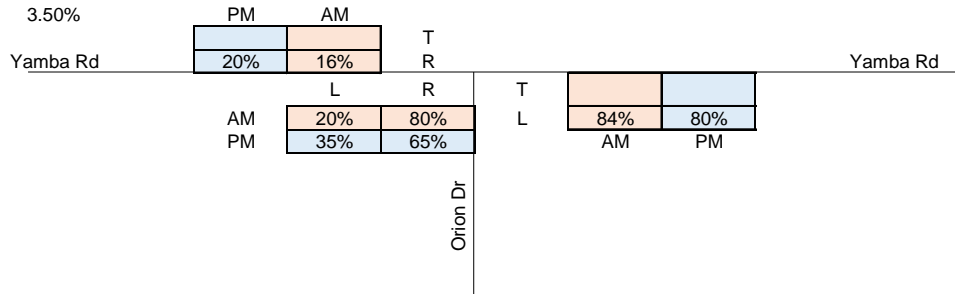 3.50% PM AM
T
Yamba Rd 20% 16% R Yamba Rd
L R T
AM 20% 80% L 84% 80%
PM 35% 65% AM PM
Orion Dr